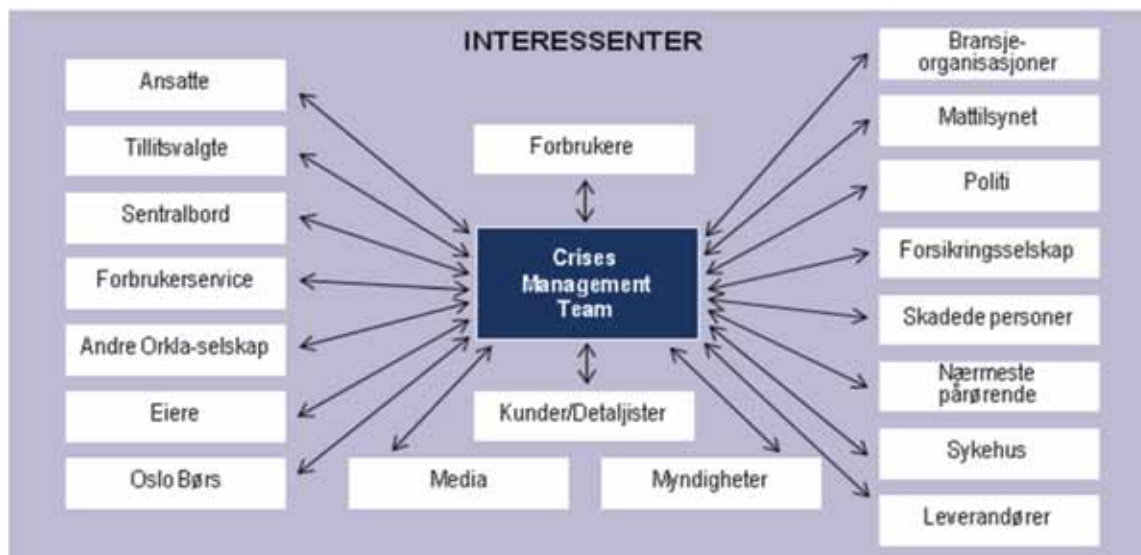 INTERESSENTER
Ansatte
Tillitsvalgte
Sentralbord
Forbrukerservice
Andre Orkla-selskap
Eiere
Oslo Børs
Forbrukere
Crises
Management
Team
Kunder/Detaljister
Media
Myndigheter
Bransje-
organisasjoner
Mattilsynet
Politi
Forsikringsselskap
Skadede personer
Nærmeste
pårørende
Sykehus
Leverandører